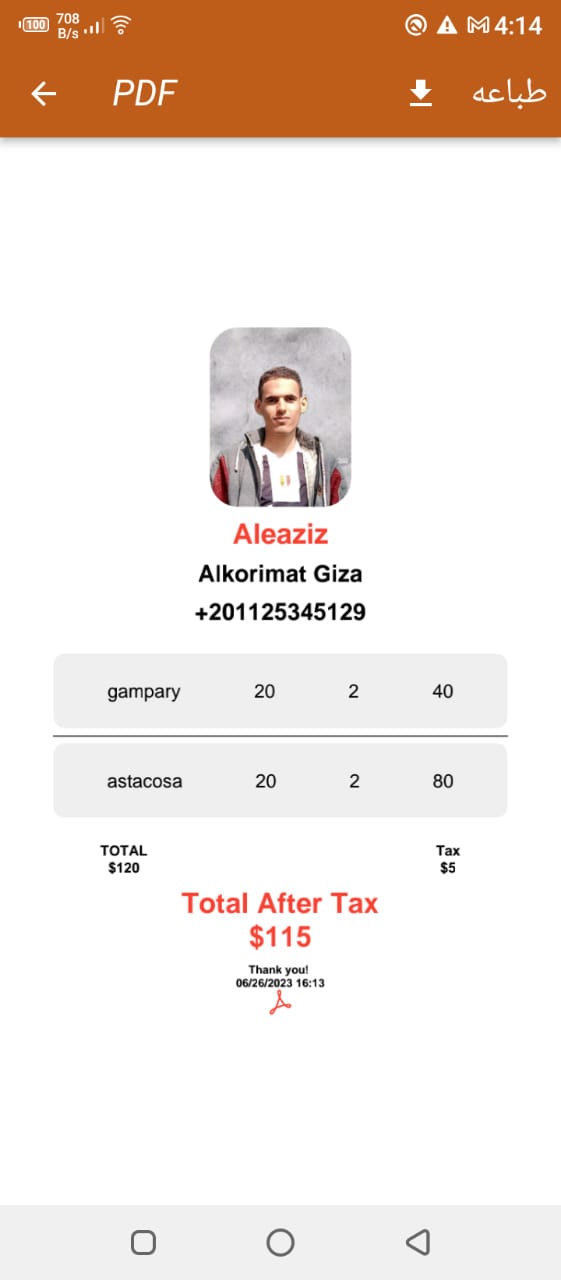 100 708 B/s 4:14
PDF طباعه
Aleaziz
Alkorimat Giza
+201125345129
gampary 20 2 40
astacosa 20 2 80
TOTAL Tax
$120 $5
Total After Tax
$115
Thank you!
06/26/2023 16:13